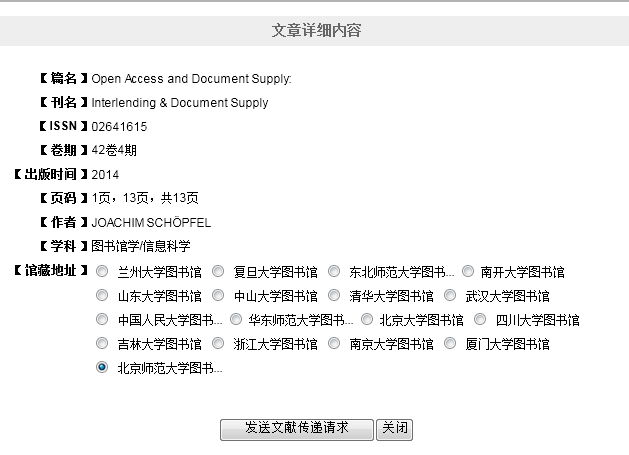 文章详细内容
【 篇名 】Open Access and Document Supply:
【 刊名 】Interlending & Document Supply
【 ISSN 】02641615
【 卷期 】42卷4期
【 出版时间 】2014
【 页码 】1页，13页，共13页
【 作者 】JOACHIM SCHÖPFEL
【 学科 】图书馆学/信息科学
【 馆藏地址 】 兰州大学图书馆 复旦大学图书馆 东北师范大学图书... 南开大学图书馆
山东大学图书馆 中山大学图书馆 清华大学图书馆 武汉大学图书馆
中国人民大学图书... 华东师范大学图书... 北京大学图书馆 四川大学图书馆
吉林大学图书馆 浙江大学图书馆 南京大学图书馆 厦门大学图书馆
北京师范大学图书...
发送文献传递请求 关闭